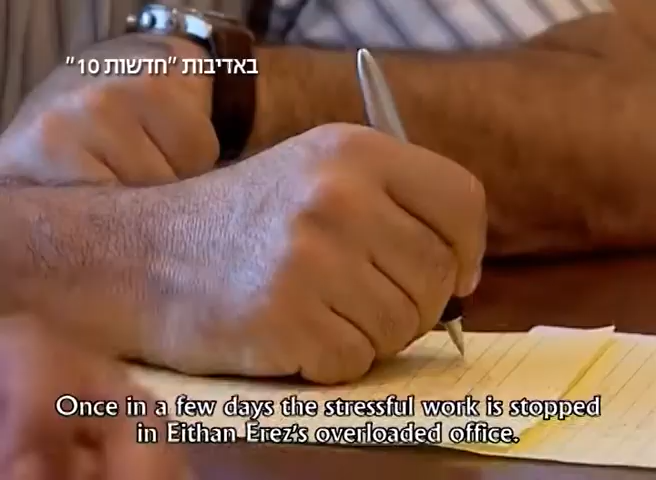 באדיבות "חדשות 10"
Once in a few days the stressful work is stopped
in Eithan Erez's overloaded office.